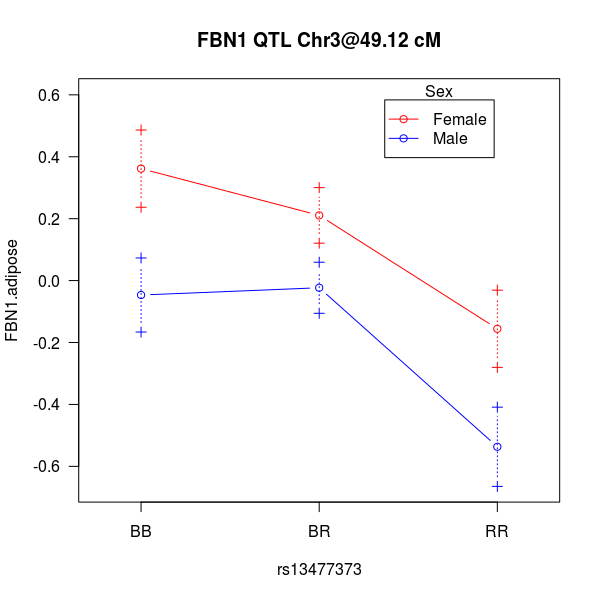 FBN1 QTL Chr3@49.12 cM
Sex
Female
Male
0.6
0.4
0.2
0.0
-0.2
-0.4
-0.6
FBN1.adipose
BB BR RR
rs13477373